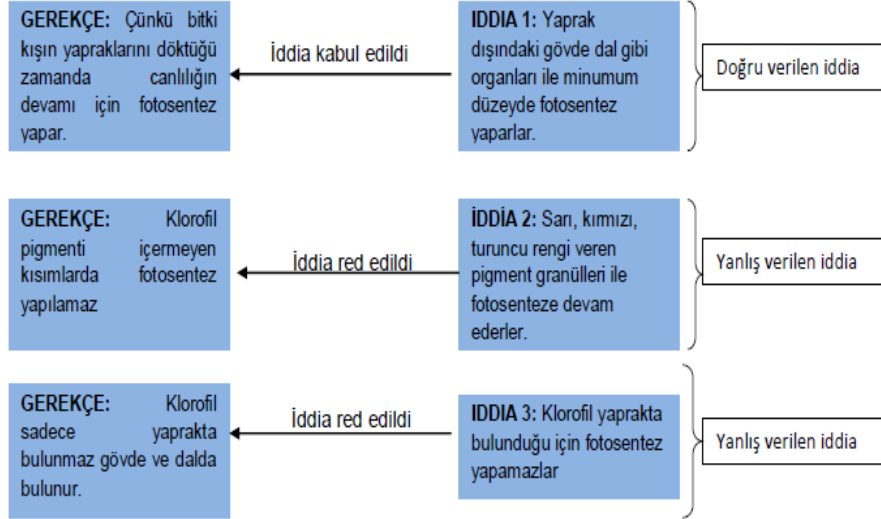 GEREKÇE: Çünkü bitki
kışın yapraklarını döktüğü
zamanda canlılığın
devamı için fotosentez
yapar.
İddia kabul edildi
IDDIA 1: Yaprak
dışındaki gövde dal gibi
organları ile minumum
düzeyde fotosentez
yaparlar.
Doğru verilen iddia
GEREKÇE: Klorofil
pigmenti içermeyen
kısımlarda fotosentez
yapılamaz
İddia red edildi
İDDİA 2: Sarı, kırmızı,
turuncu rengi veren
pigment granülleri ile
fotosenteze devam
ederler.
Yanlış verilen iddia
GEREKÇE: Klorofil
sadece yaprakta
bulunmaz gövde ve dalda
bulunur.
İddia red edildi
IDDIA 3: Klorofil yaprakta
bulunduğu için fotosentez
yapamazlar
Yanlış verilen iddia